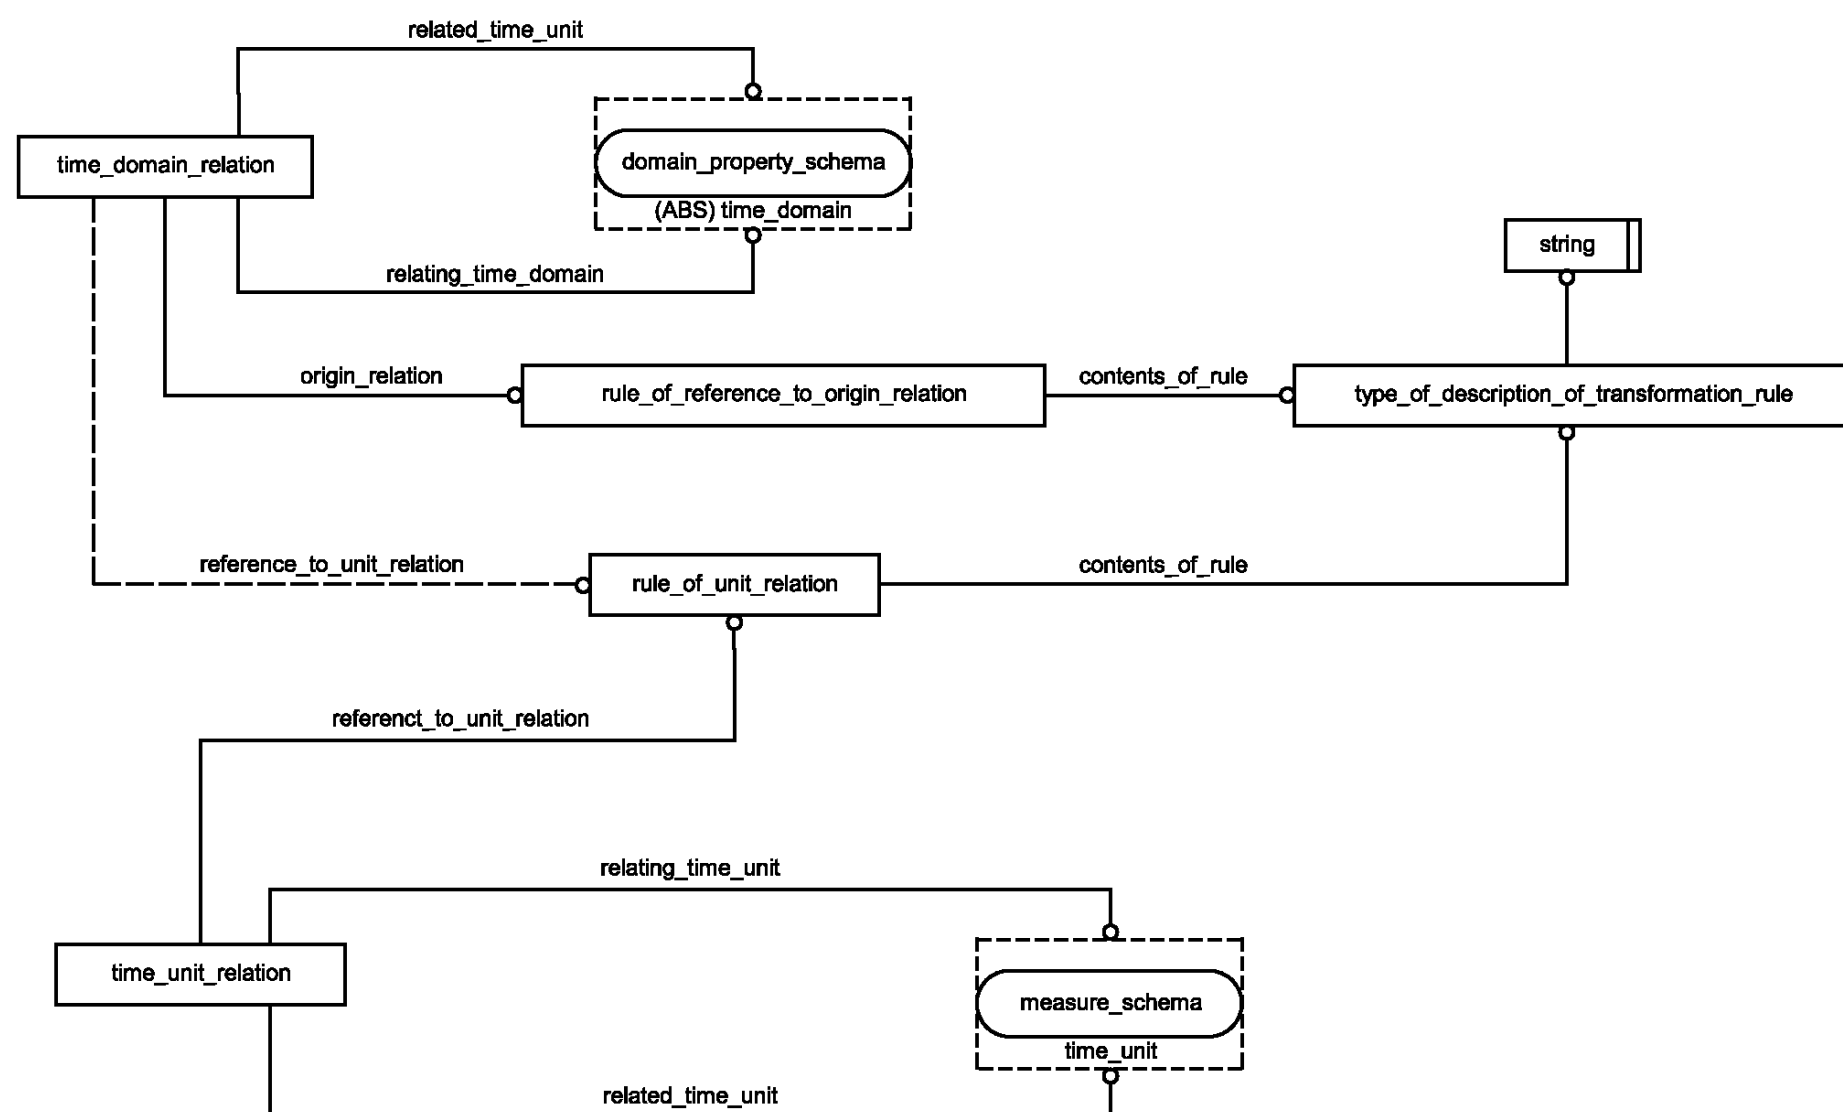 related_time_unit
time_domain_relation
domain_property_schema
(ABS) time_domain
string
relating_time_domain
origin_relation
rule_of_reference_to_origin_relation
contents_of_rule
type_of_description_of_transformation_rule
reference_to_unit_relation
rule_of_unit_relation
contents_of_rule
referenct_to_unit_relation
relating_time_unit
time_unit_relation
measure_schema
time_unit
related_time_unit